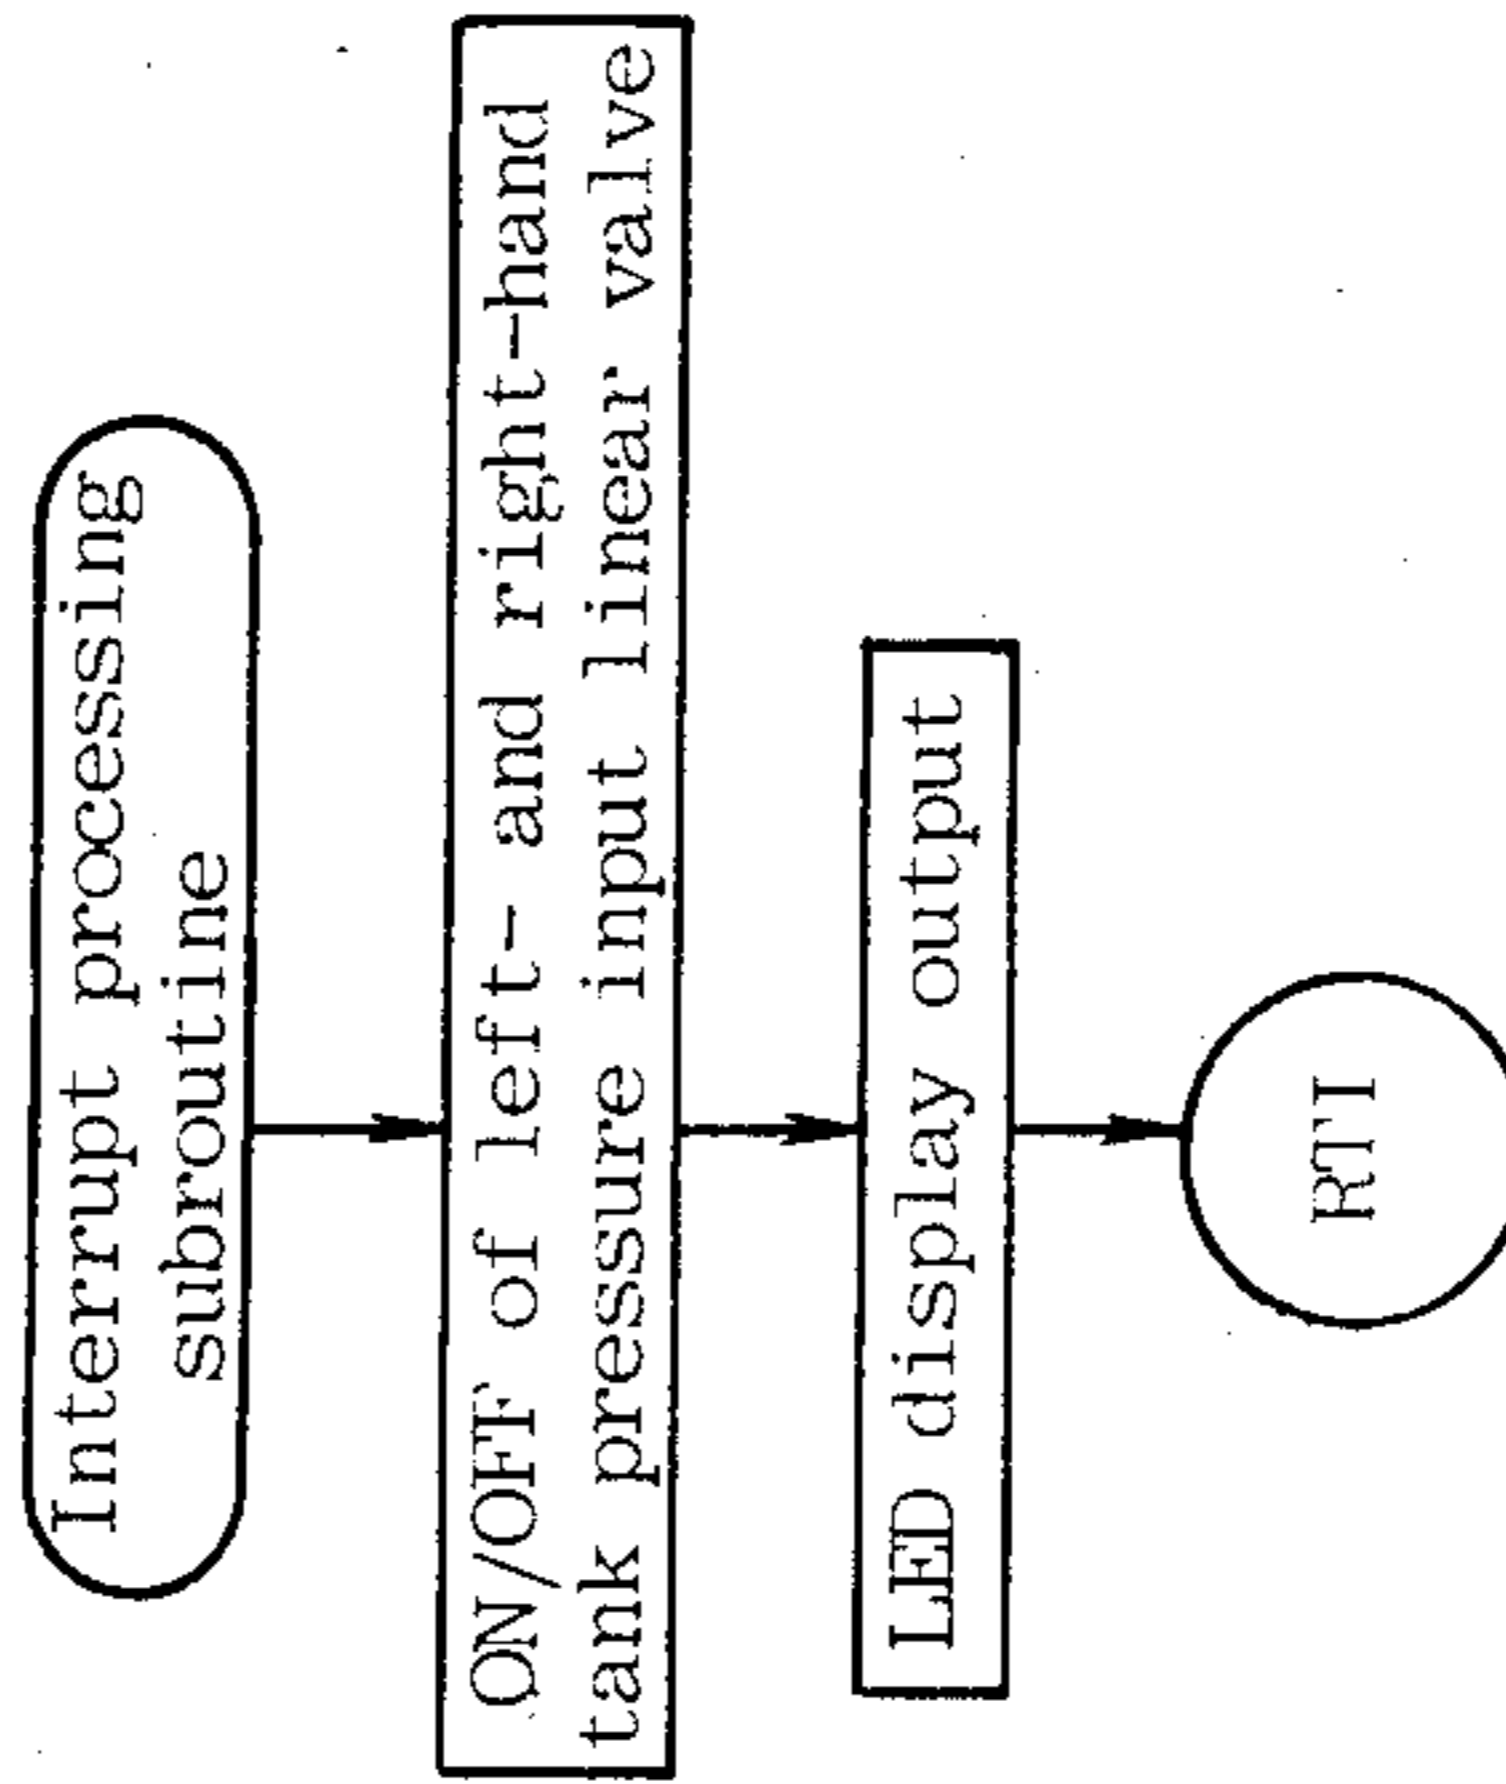 Interrupt processing
subroutine
ON/OFF of left- and right-hand
tank pressure input linear valve
LED display output
RTI